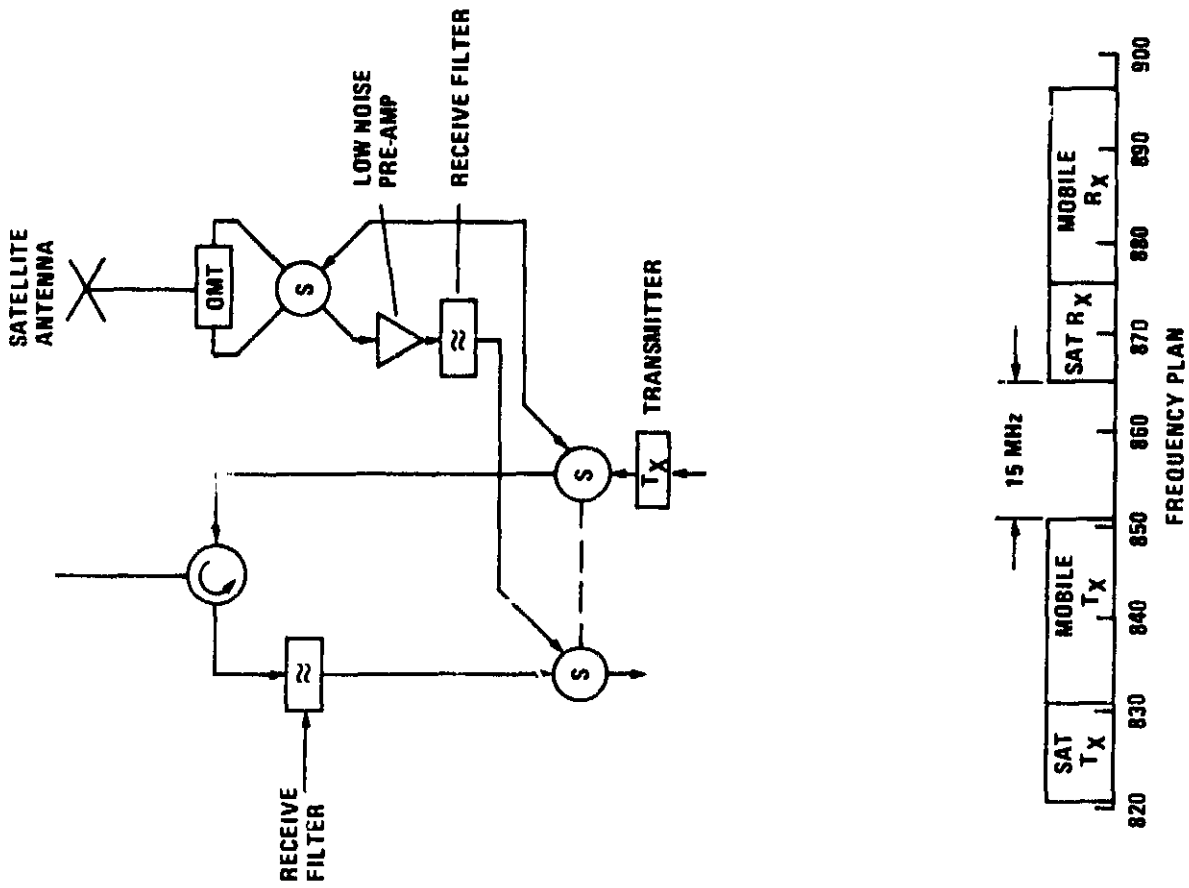 SATELLITE
ANTENNA
OMT
S
LOW NOISE
PRE-AMP
RECEIVE FILTER
≈
S
TX
TRANSMITTER
RECEIVE
FILTER
≈
S
15 MHz
SAT
TX
MOBILE
TX
SAT RX
MOBILE
RX
820
830
840
850
860
870
880
890
900
FREQUENCY PLAN